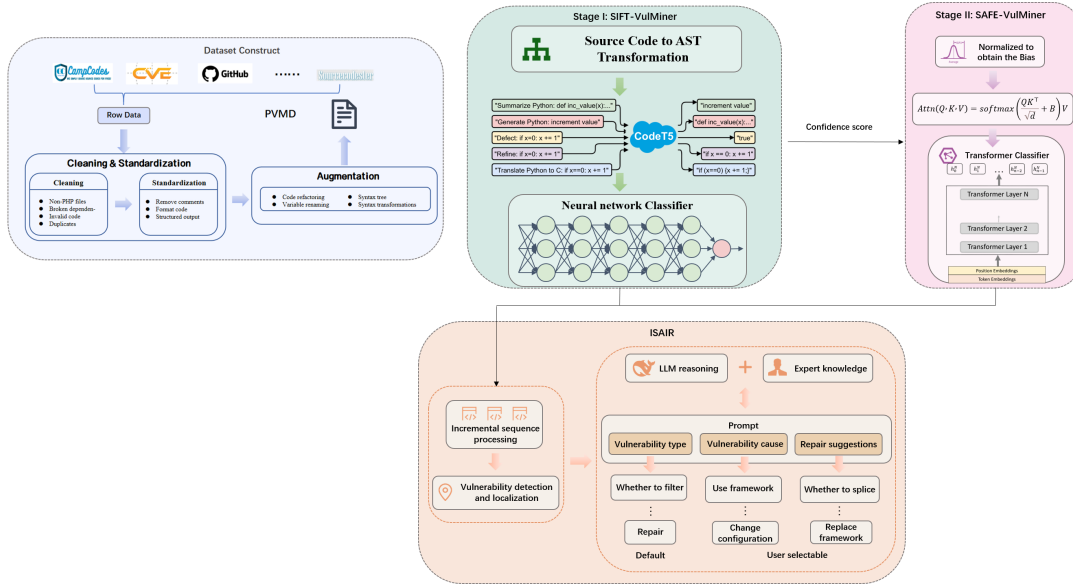 Dataset Construct
CampCodes
CVE
GitHub
......
Sourcecodester
Row Data
PVMD
Cleaning & Standardization
Cleaning
Non-PHP files
Broken dependen-
Invalid code
Duplicates
Standardization
Remove comments
Format code
Structured output
Augmentation
Code refactoring
Variable renaming
Syntax tree
Syntax transformations
Stage I: SIFT-VulMiner
Source Code to AST
Transformation
"Summarize Python: def inc_value(x):..."
"Generate Python: increment value"
"Defect: if x=0: x += 1"
"Refine: if x=0: x += 1"
"Translate Python to C: if x==0: x += 1"
CodeT5
"increment value"
"def inc_value(x):..."
"true"
"if x == 0: x += 1"
"if (x==0) {x += 1;}"
Neural network Classifier
Confidence score
Stage II: SAFE-VulMiner
Normalized to
obtain the Bias
Attn(Q·K·V) = softmax(QK^T/√d + B)V
Transformer Classifier
...
Transformer Layer N
Transformer Layer 2
Transformer Layer 1
Position Embeddings
Token Embeddings
ISAIR
Incremental sequence
processing
Vulnerability detection
and localization
LLM reasoning
+
Expert knowledge
Prompt
Vulnerability type
Vulnerability cause
Repair suggestions
Whether to filter
Use framework
Whether to splice
Repair
Change
configuration
Replace
framework
Default
User selectable